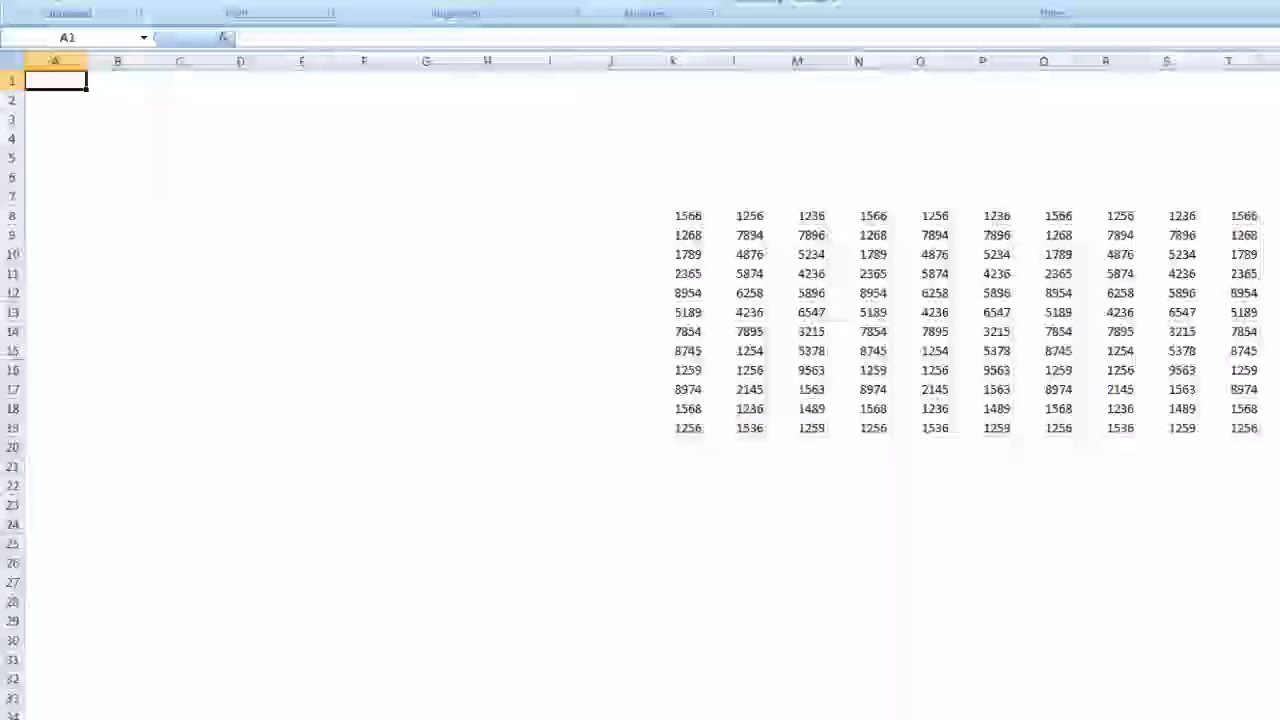 A1
A B C D E F G H I J K L M N O P Q R S T
1
2
3
4
5
6
7
8 1566 1256 1236 1566 1256 1236 1566 1256 1236 1566
9 1268 7894 7896 1268 7894 7896 1268 7894 7896 1268
10 1789 4876 5234 1789 4876 5234 1789 4876 5234 1789
11 2365 5874 4236 2365 5874 4236 2365 5874 4236 2365
12 8954 6258 5896 8954 6258 5896 8954 6258 5896 8954
13 5189 4236 6547 5189 4236 6547 5189 4236 6547 5189
14 7854 7895 3215 7854 7895 3215 7854 7895 3215 7854
15 8745 1254 5378 8745 1254 5378 8745 1254 5378 8745
16 1259 1256 9563 1259 1256 9563 1259 1256 9563 1259
17 8974 2145 1563 8974 2145 1563 8974 2145 1563 8974
18 1568 1236 1489 1568 1236 1489 1568 1236 1489 1568
19 1256 1536 1259 1256 1536 1259 1256 1536 1259 1256
20
21
22
23
24
25
26
27
28
29
30
31
32
33
34